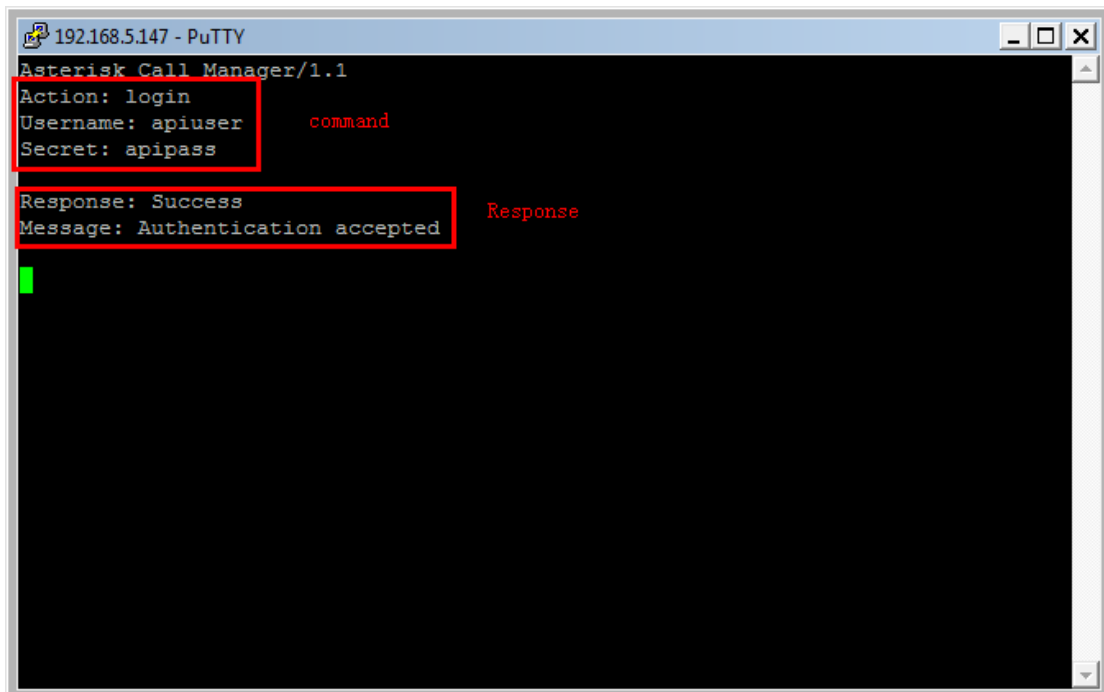 192.168.5.147 - PuTTY
Asterisk Call Manager/1.1
Action: login
Username: apiuser command
Secret: apipass
Response: Success
Message: Authentication accepted Response